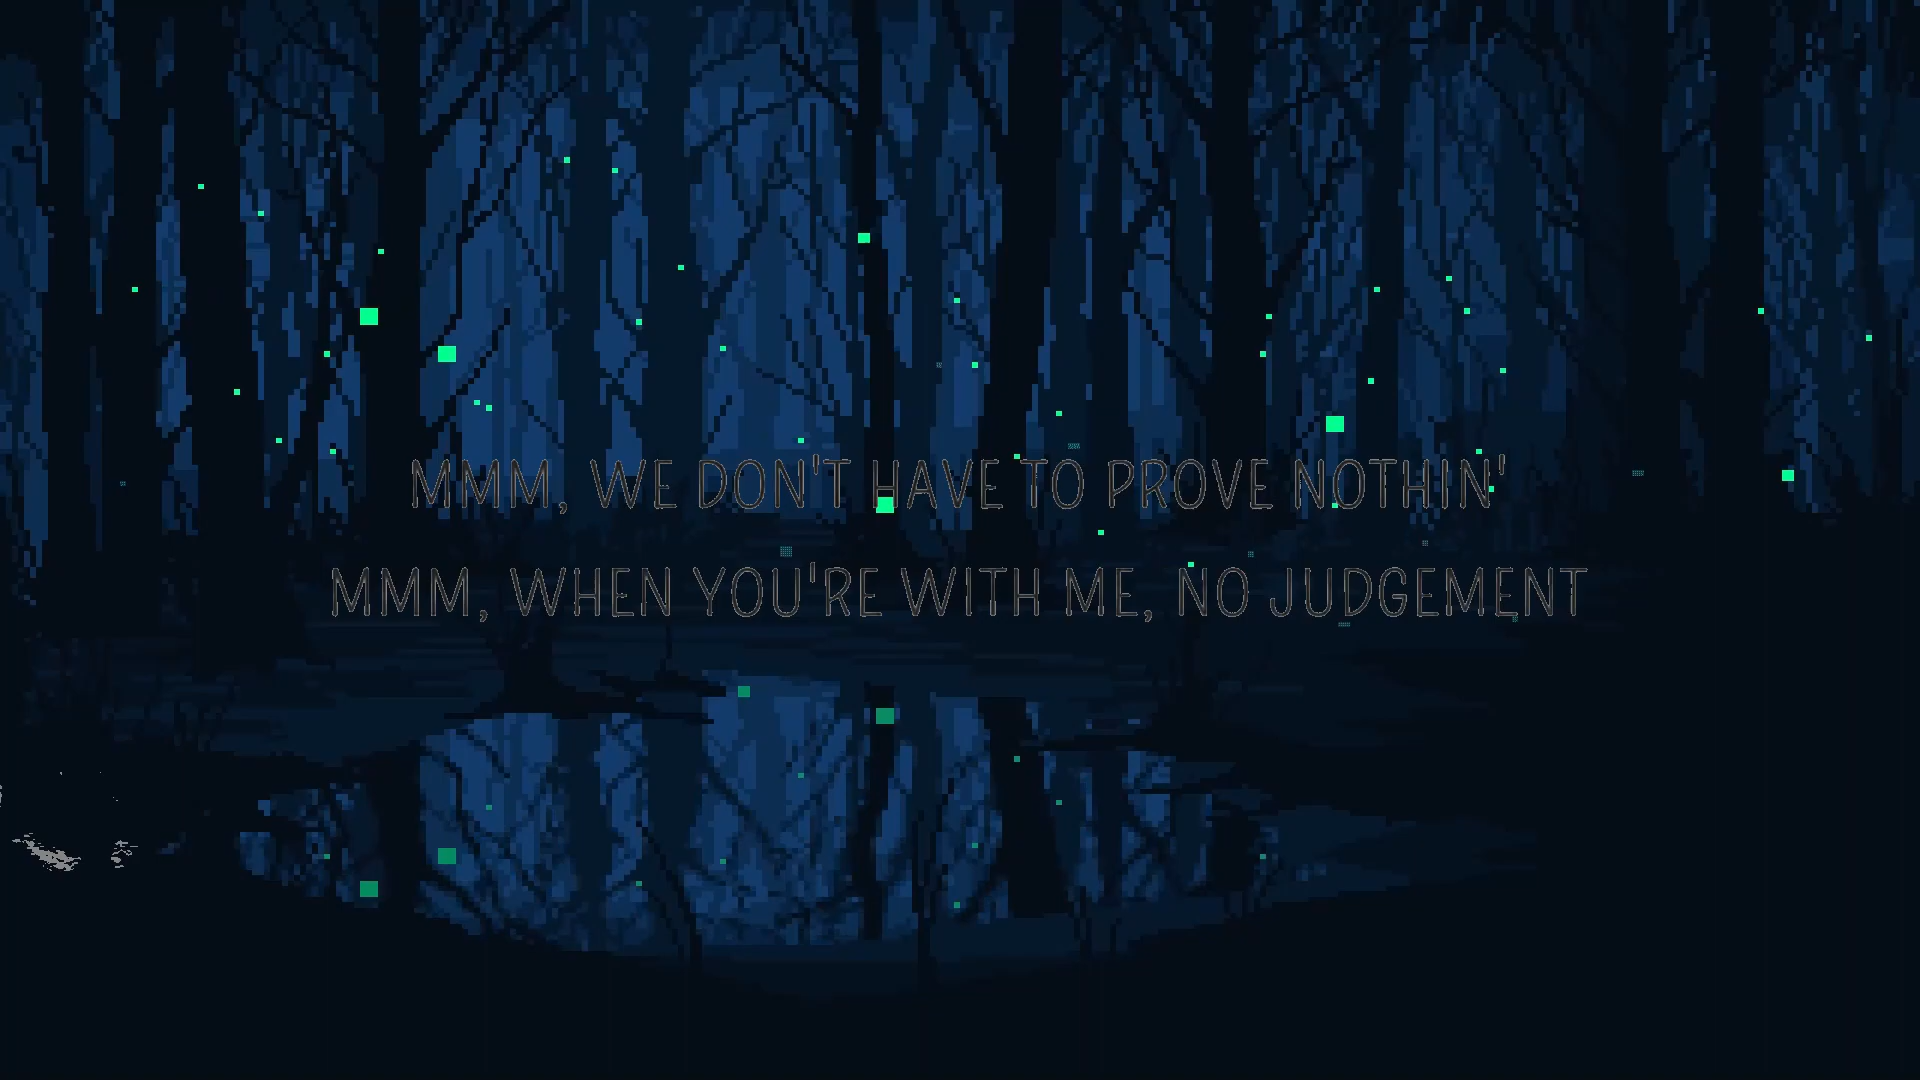 MMM, WE DON'T HAVE TO PROVE NOTHIN'
MMM, WHEN YOU'RE WITH ME, NO JUDGEMENT